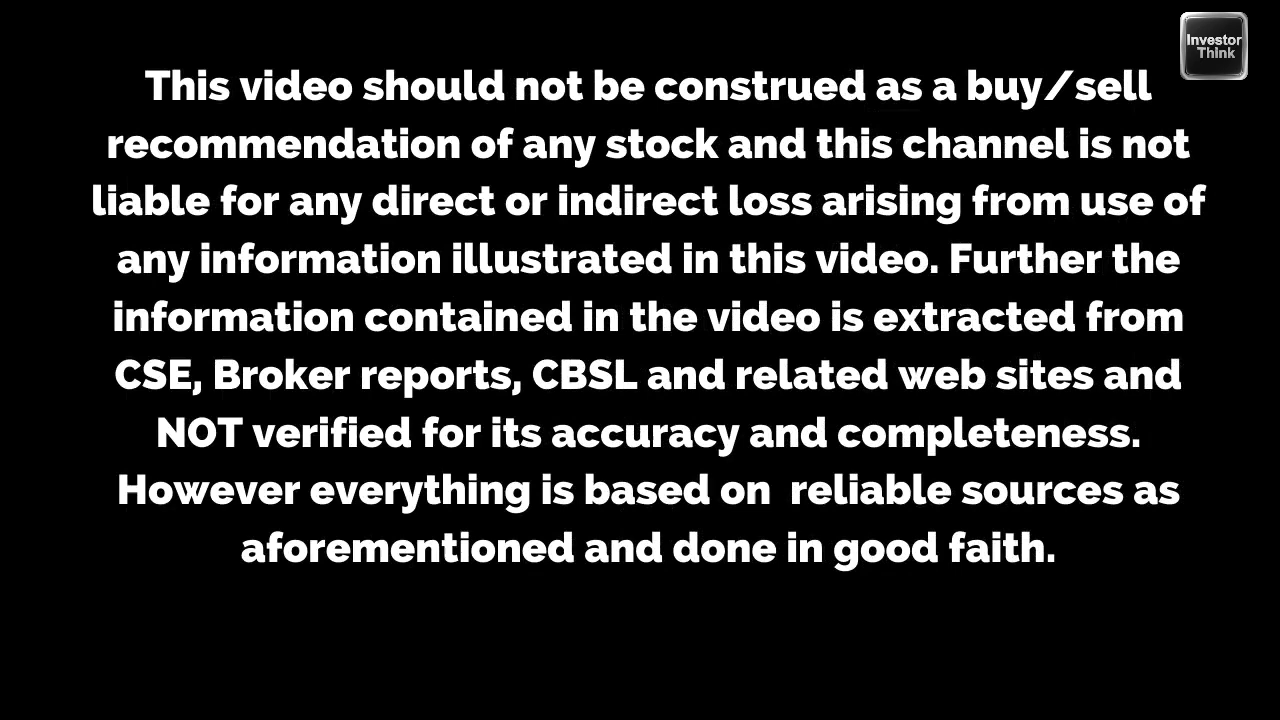 Investor
Think
This video should not be construed as a buy/sell
recommendation of any stock and this channel is not
liable for any direct or indirect loss arising from use of
any information illustrated in this video. Further the
information contained in the video is extracted from
CSE, Broker reports, CBSL and related web sites and
NOT verified for its accuracy and completeness.
However everything is based on  reliable sources as
aforementioned and done in good faith.